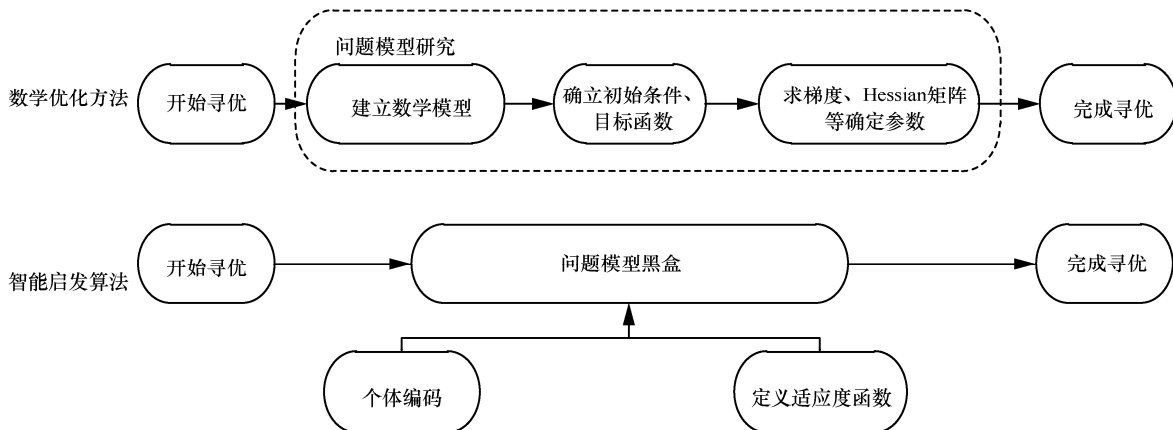 问题模型研究
数学优化方法
开始寻优
建立数学模型
确立初始条件、
目标函数
求梯度、Hessian矩阵
等确定参数
完成寻优
智能启发算法
开始寻优
问题模型黑盒
完成寻优
个体编码
定义适应度函数